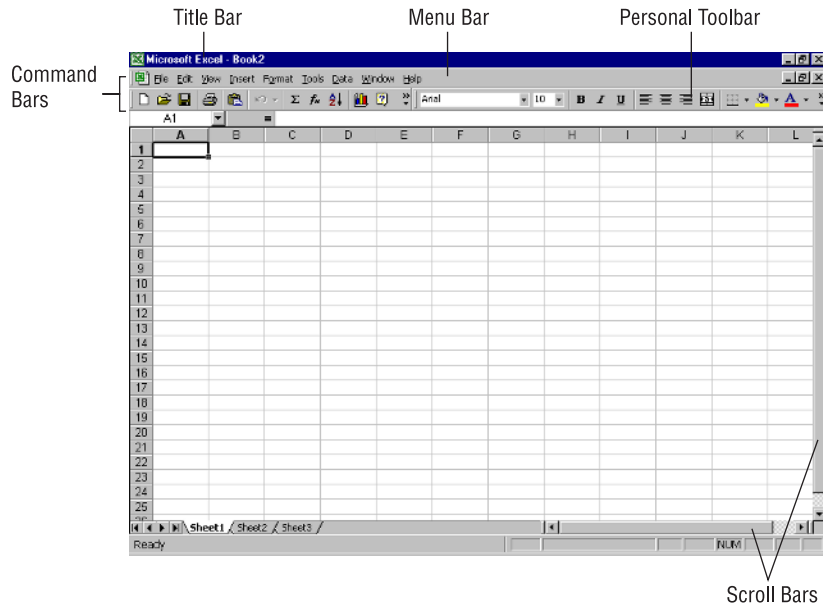 Title Bar Menu Bar Personal Toolbar
Command
Bars
Microsoft Excel - Book2
File Edit View Insert Format Tools Data Window Help
Arial 10 B I U
A1 =
A B C D E F G H I J K L
1
2
3
4
5
6
7
8
9
10
11
12
13
14
15
16
17
18
19
20
21
22
23
24
25
Sheet1 Sheet2 Sheet3
Ready NUM
Scroll Bars